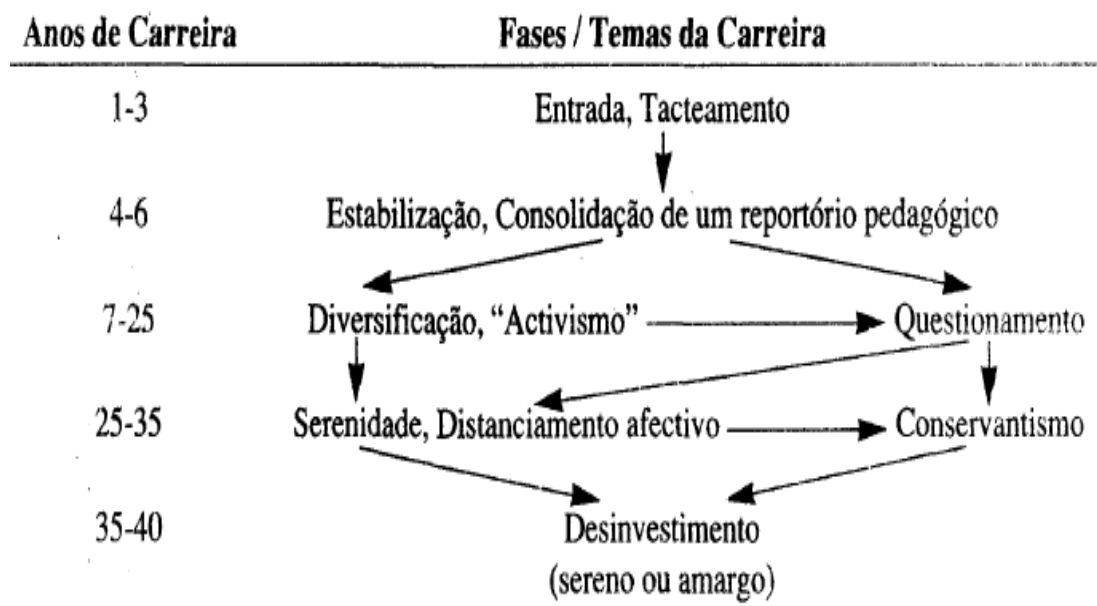 Anos de Carreira Fases / Temas da Carreira
1-3 Entrada, Tacteamento
4-6 Estabilização, Consolidação de um reportório pedagógico
7-25 Diversificação, “Activismo” Questionamento
25-35 Serenidade, Distanciamento afectivo Conservantismo
35-40 Desinvestimento
(sereno ou amargo)